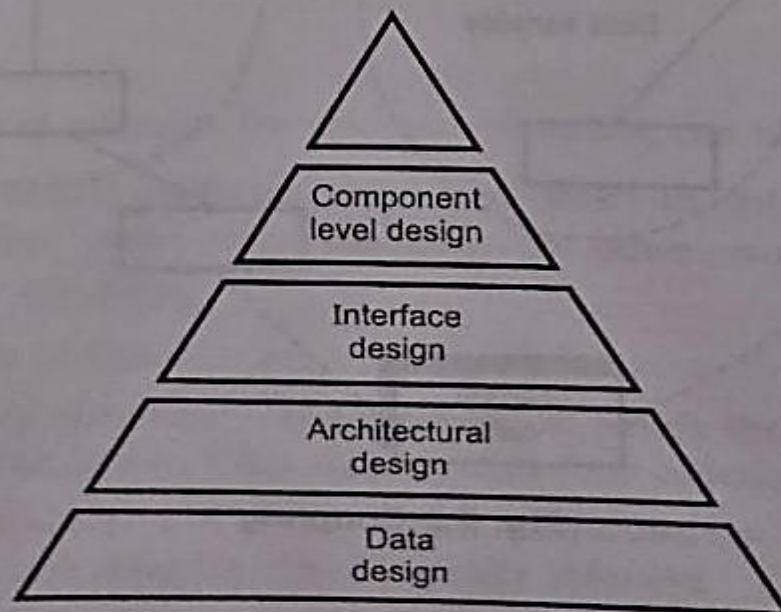 Component
level design
Interface
design
Architectural
design
Data
design